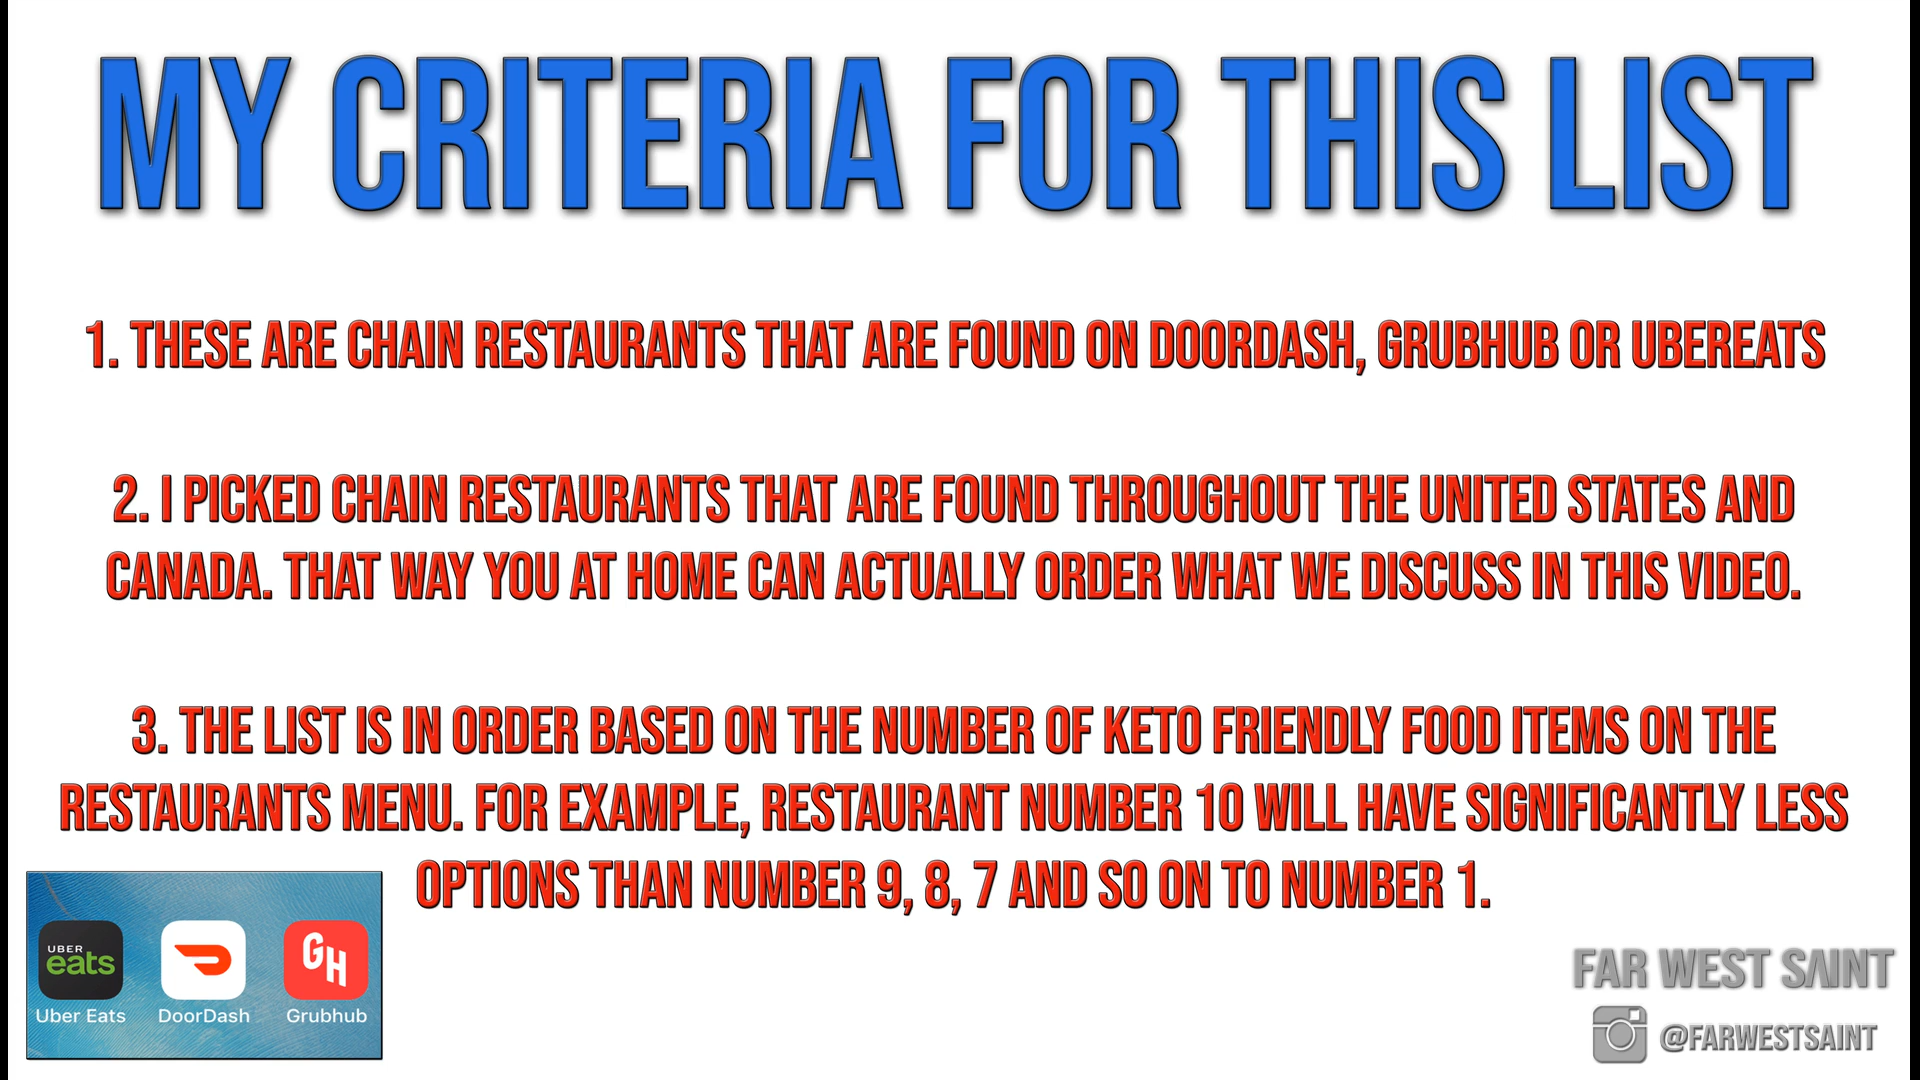 MY CRITERIA FOR THIS LIST
1. THESE ARE CHAIN RESTAURANTS THAT ARE FOUND ON DOORDASH, GRUBHUB OR UBEREATS
2. I PICKED CHAIN RESTAURANTS THAT ARE FOUND THROUGHOUT THE UNITED STATES AND
CANADA. THAT WAY YOU AT HOME CAN ACTUALLY ORDER WHAT WE DISCUSS IN THIS VIDEO.
3. THE LIST IS IN ORDER BASED ON THE NUMBER OF KETO FRIENDLY FOOD ITEMS ON THE
RESTAURANTS MENU. FOR EXAMPLE, RESTAURANT NUMBER 10 WILL HAVE SIGNIFICANTLY LESS
OPTIONS THAN NUMBER 9, 8, 7 AND SO ON TO NUMBER 1.
UBER
eats
GH
Uber Eats DoorDash Grubhub
FAR WEST SAINT
@FARWESTSAINT